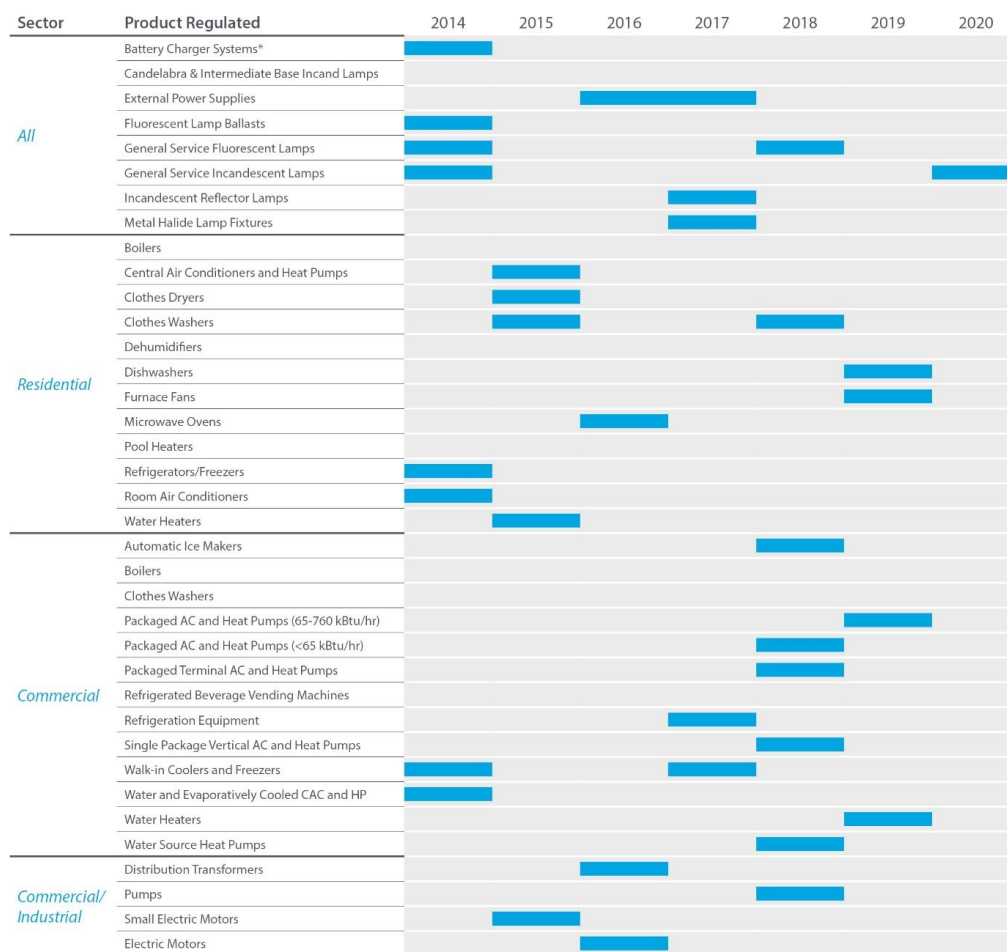 Sector Product Regulated 2014 2015 2016 2017 2018 2019 2020
All
Battery Charger Systems*
Candelabra & Intermediate Base Incand Lamps
External Power Supplies
Fluorescent Lamp Ballasts
General Service Fluorescent Lamps
General Service Incandescent Lamps
Incandescent Reflector Lamps
Metal Halide Lamp Fixtures
Residential
Boilers
Central Air Conditioners and Heat Pumps
Clothes Dryers
Clothes Washers
Dehumidifiers
Dishwashers
Furnace Fans
Microwave Ovens
Pool Heaters
Refrigerators/Freezers
Room Air Conditioners
Water Heaters
Commercial
Automatic Ice Makers
Boilers
Clothes Washers
Packaged AC and Heat Pumps (65-760 kBtu/hr)
Packaged AC and Heat Pumps (<65 kBtu/hr)
Packaged Terminal AC and Heat Pumps
Refrigerated Beverage Vending Machines
Refrigeration Equipment
Single Package Vertical AC and Heat Pumps
Walk-in Coolers and Freezers
Water and Evaporatively Cooled CAC and HP
Water Heaters
Water Source Heat Pumps
Commercial/
Industrial
Distribution Transformers
Pumps
Small Electric Motors
Electric Motors